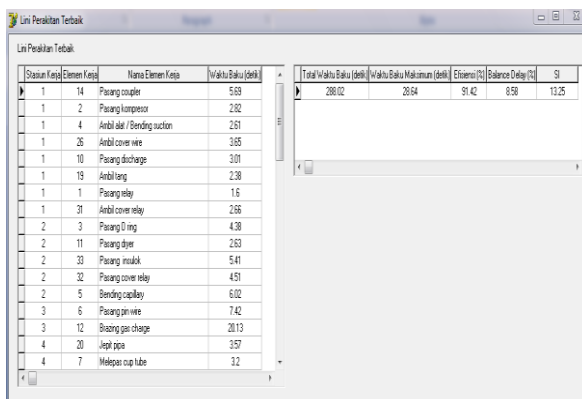 Lini Perakitan Terbaik
Lini Perakitan Terbaik
Stasiun Kerja Elemen Kerja Nama Elemen Kerja Waktu Baku (detik)
1 14 Pasang coupler 5.69
1 2 Pasang kompresor 2.82
1 4 Ambil alat / Bending suction 2.61
1 26 Ambil cover wire 3.65
1 10 Pasang discharge 3.01
1 19 Ambil tang 2.38
1 1 Pasang relay 1.6
1 31 Ambil cover relay 2.66
2 3 Pasang D ring 4.38
2 11 Pasang dryer 2.63
2 33 Pasang insulok 5.41
2 32 Pasang cover relay 4.51
2 5 Bending capillary 6.02
3 6 Pasang pin wire 7.42
3 12 Brazing gas charge 20.13
4 20 Jepit pipa 3.57
4 7 Melepas cup tube 3.2
Total Waktu Baku (detik) Waktu Baku Maksimum (detik) Efisiensi (%) Balance Delay (%) SI
288.02 28.64 91.42 8.58 13.25